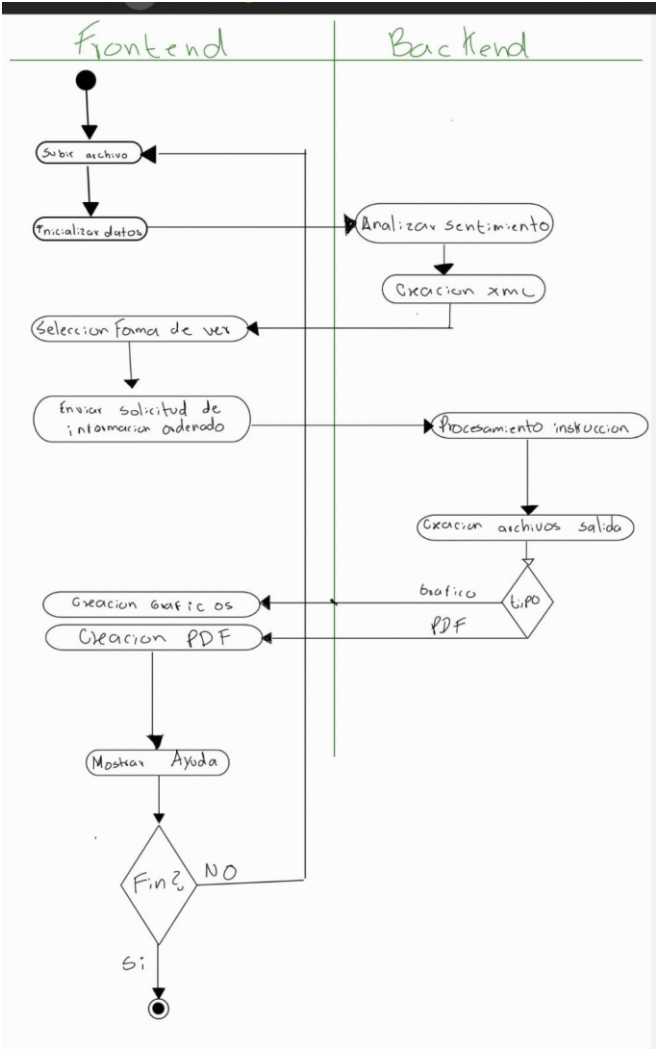 Frontend
Backend
Subir archivo
Inicializar datos
Analizar sentimiento
Creacion xml
Seleccion Forma de ver
Enviar solicitud de
informacion ordenado
Procesamiento instruccion
Creacion archivos salida
tipo
Grafico
Creacion Graficos
PDF
Creacion PDF
Mostrar Ayuda
Fin?
NO
Si